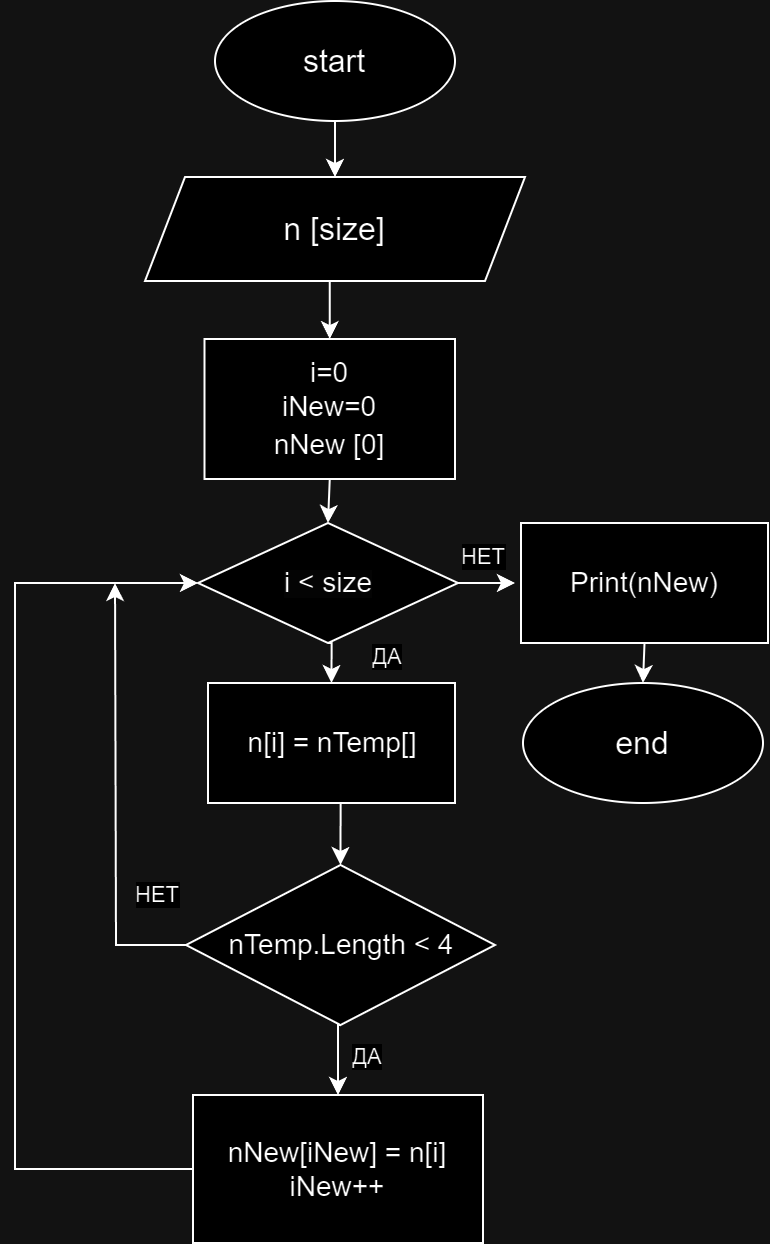 start
n [size]
i=0
iNew=0
nNew [0]
i < size
НЕТ
Print(nNew)
ДА
n[i] = nTemp[]
end
НЕТ
nTemp.Length < 4
ДА
nNew[iNew] = n[i]
iNew++